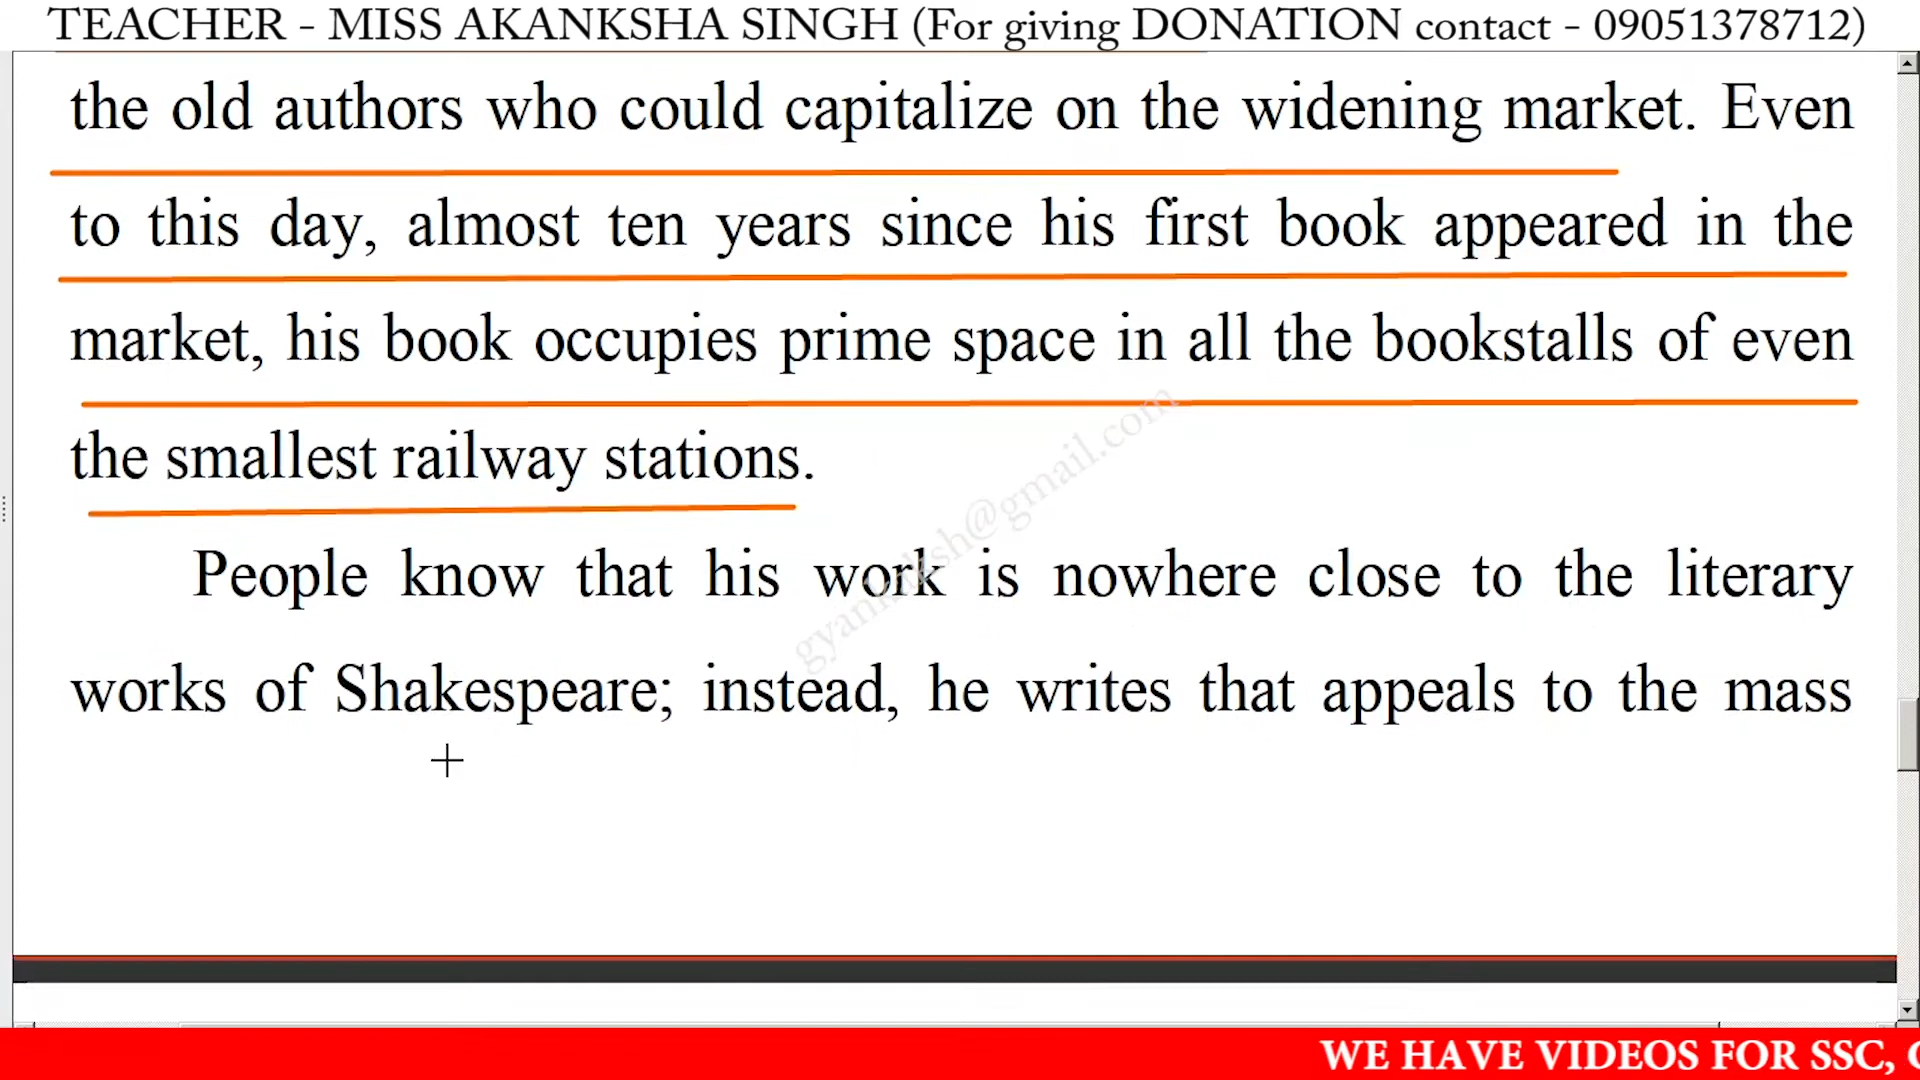 TEACHER - MISS AKANKSHA SINGH (For giving DONATION contact - 09051378712)
the old authors who could capitalize on the widening market. Even
to this day, almost ten years since his first book appeared in the
market, his book occupies prime space in all the bookstalls of even
the smallest railway stations.
People know that his work is nowhere close to the literary
works of Shakespeare; instead, he writes that appeals to the mass
WE HAVE VIDEOS FOR SSC,